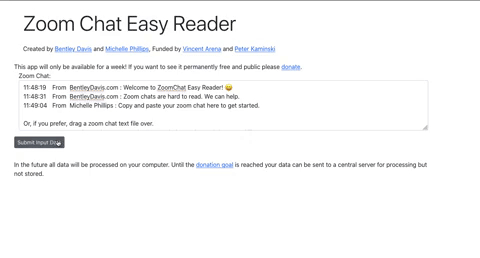 Zoom Chat Easy Reader
Created by Bentley Davis and Michelle Phillips, Funded by Vincent Arena and Peter Kaminski
This app will only be available for a week! If you want to see it permanently free and public please donate.
Zoom Chat:
11:48:19 From BentleyDavis.com : Welcome to ZoomChat Easy Reader! 😀
11:48:31 From BentleyDavis.com : Zoom chats are hard to read. We can help.
11:49:04 From Michelle Phillips : Copy and paste your zoom chat here to get started.
Or, if you prefer, drag a zoom chat text file over.
Submit Input Data
In the future all data will be processed on your computer. Until the donation goal is reached your data can be sent to a central server for processing but
not stored.